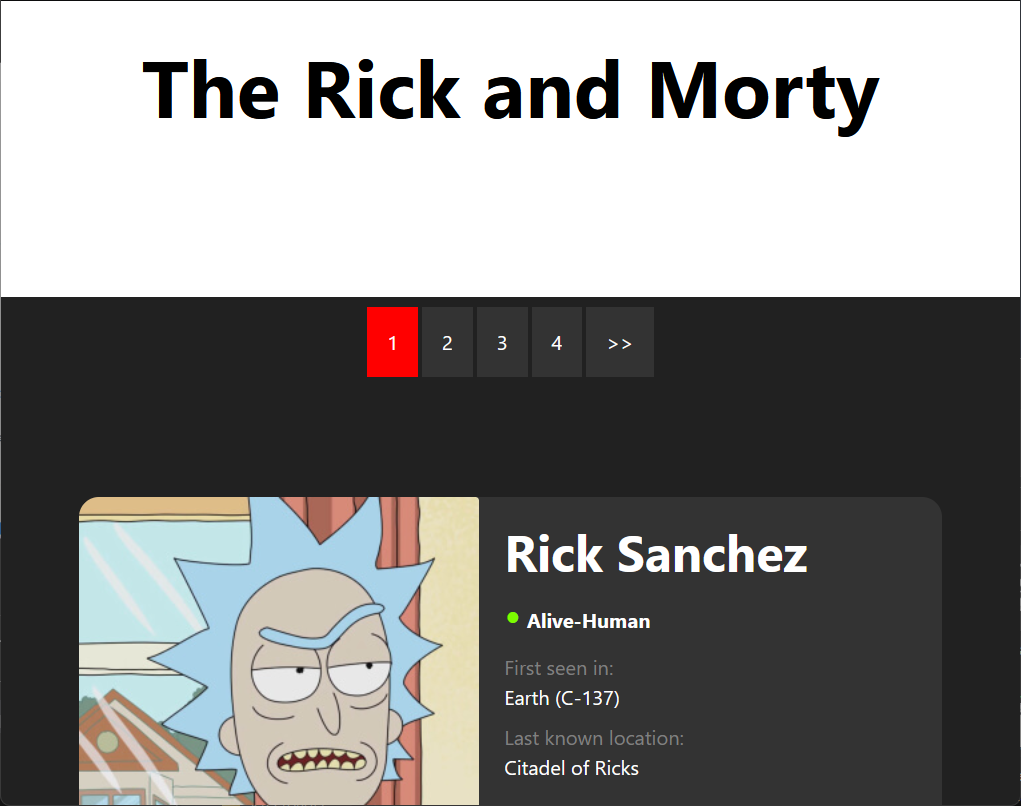 The Rick and Morty
1 2 3 4 >>
Rick Sanchez
Alive-Human
First seen in:
Earth (C-137)
Last known location:
Citadel of Ricks